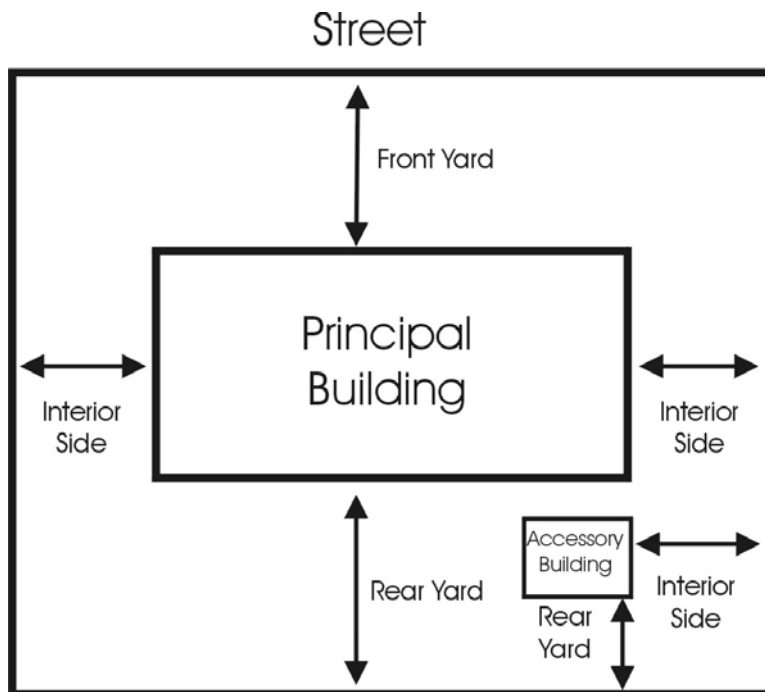 Street
Front Yard
Principal
Building
Interior
Side
Interior
Side
Accessory
Building
Rear Yard
Interior
Side
Rear
Yard